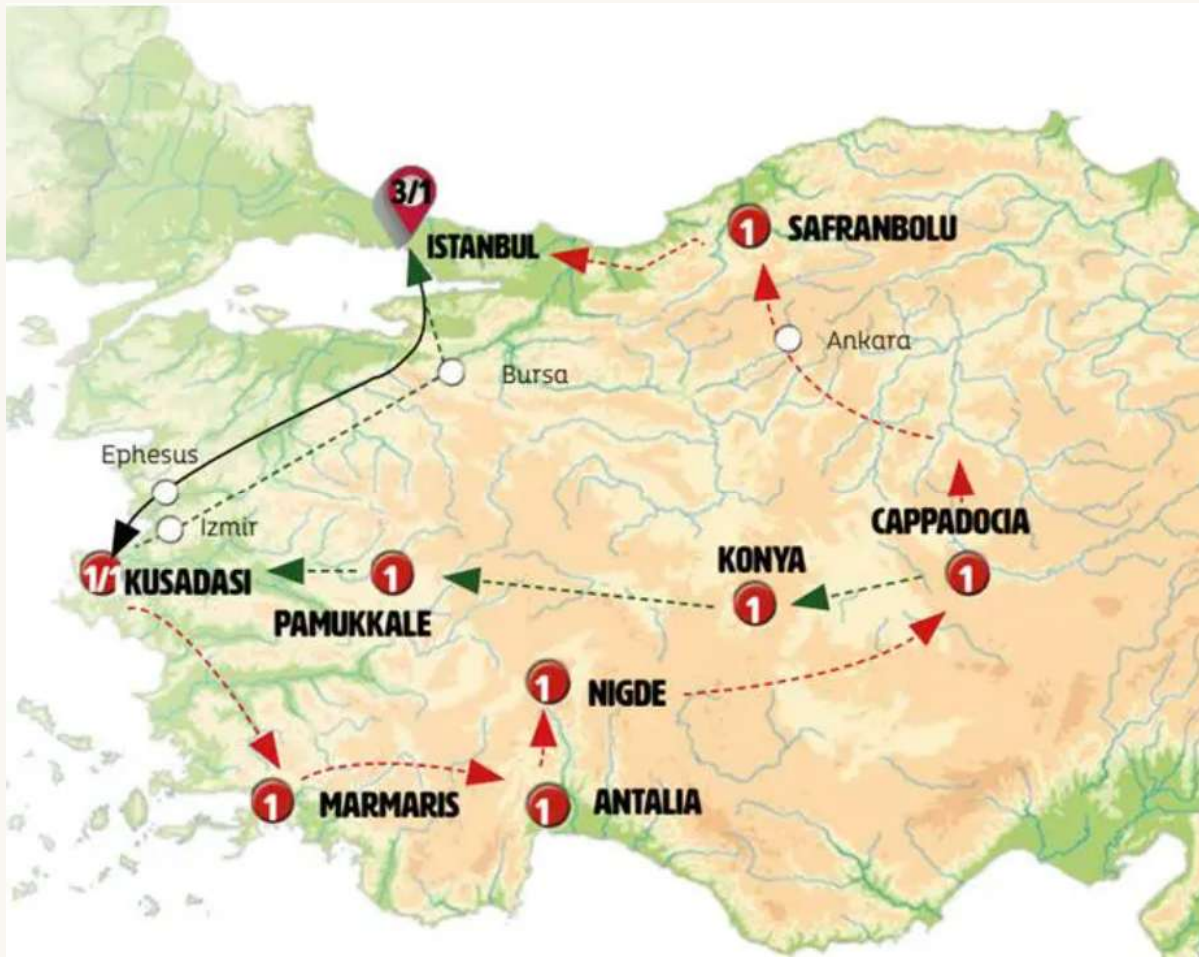 3/1
ISTANBUL
1
SAFRANBOLU
Ankara
Bursa
Ephesus
Izmir
CAPPADOCIA
1
KONYA
1
1/1 KUSADASI
1
PAMUKKALE
1 NIGDE
1 MARMARIS
1 ANTALIA